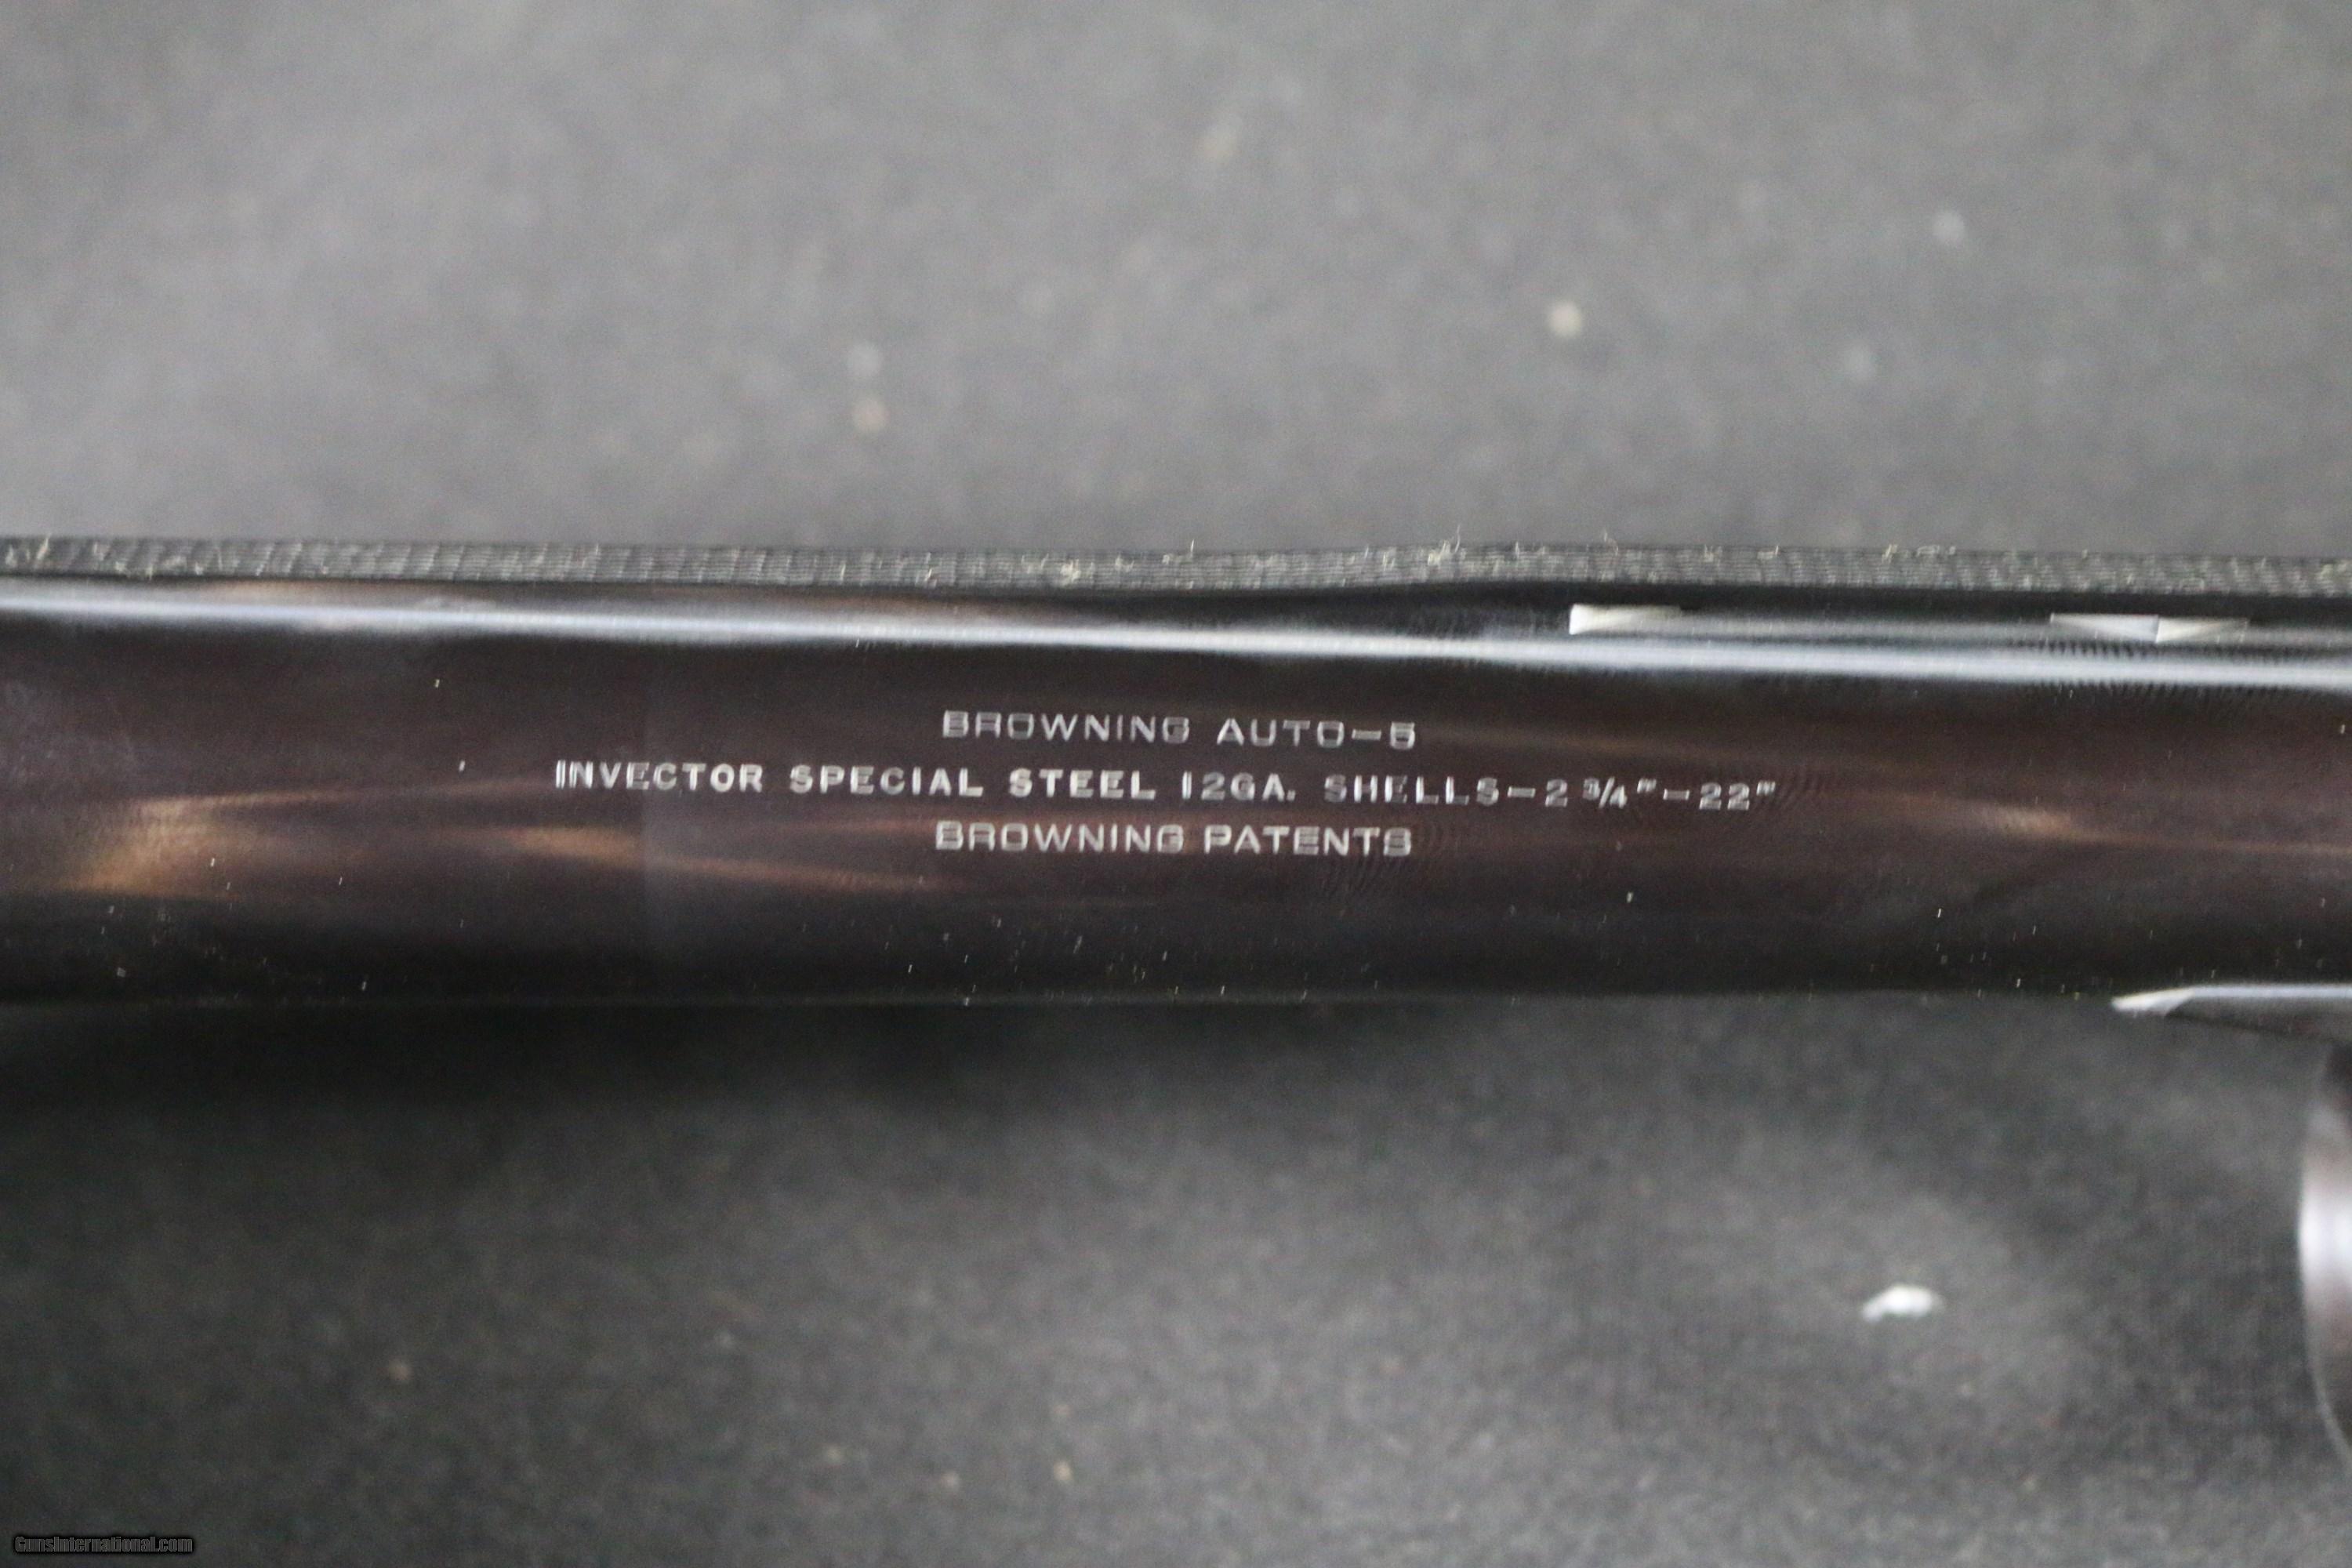 BROWNING AUTO-5
INVECTOR SPECIAL STEEL 12GA. SHELLS-2 3/4"-22"
BROWNING PATENTS
GunsInternational.com